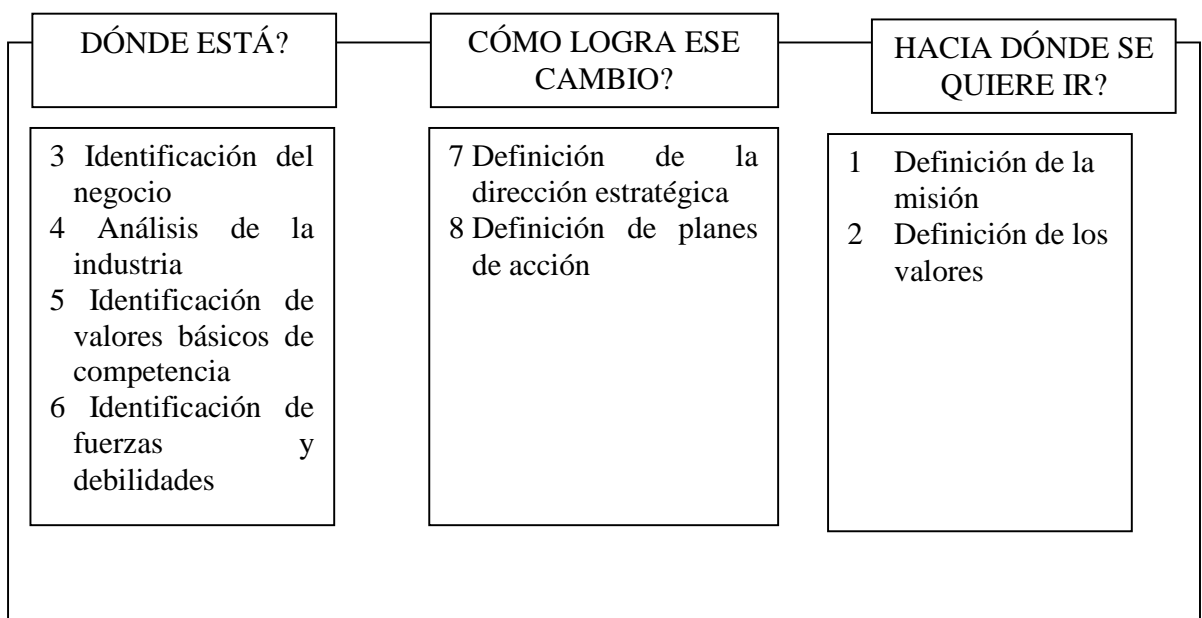 DÓNDE ESTÁ?
CÓMO LOGRA ESE
CAMBIO?
HACIA DÓNDE SE
QUIERE IR?
3 Identificación del
negocio
4 Análisis de la
industria
5 Identificación de
valores básicos de
competencia
6 Identificación de
fuerzas y
debilidades
7 Definición de la
dirección estratégica
8 Definición de planes
de acción
1 Definición de la
misión
2 Definición de los
valores